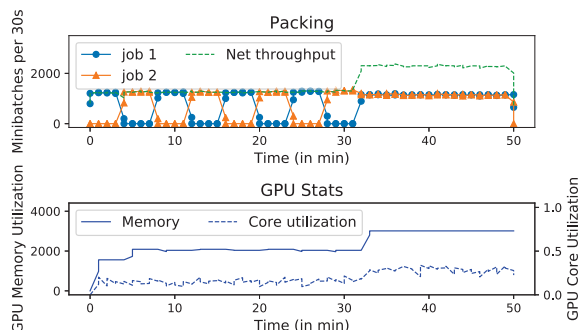 Packing
Minibatches per 30s
job 1
job 2
Net throughput
2000
0
0 10 20 30 40 50
Time (in min)
GPU Stats
GPU Memory Utilization
Memory
Core utilization
4000
2000
0
1.0
0.5
0.0
GPU Core Utilization
0 10 20 30 40 50
Time (in min)